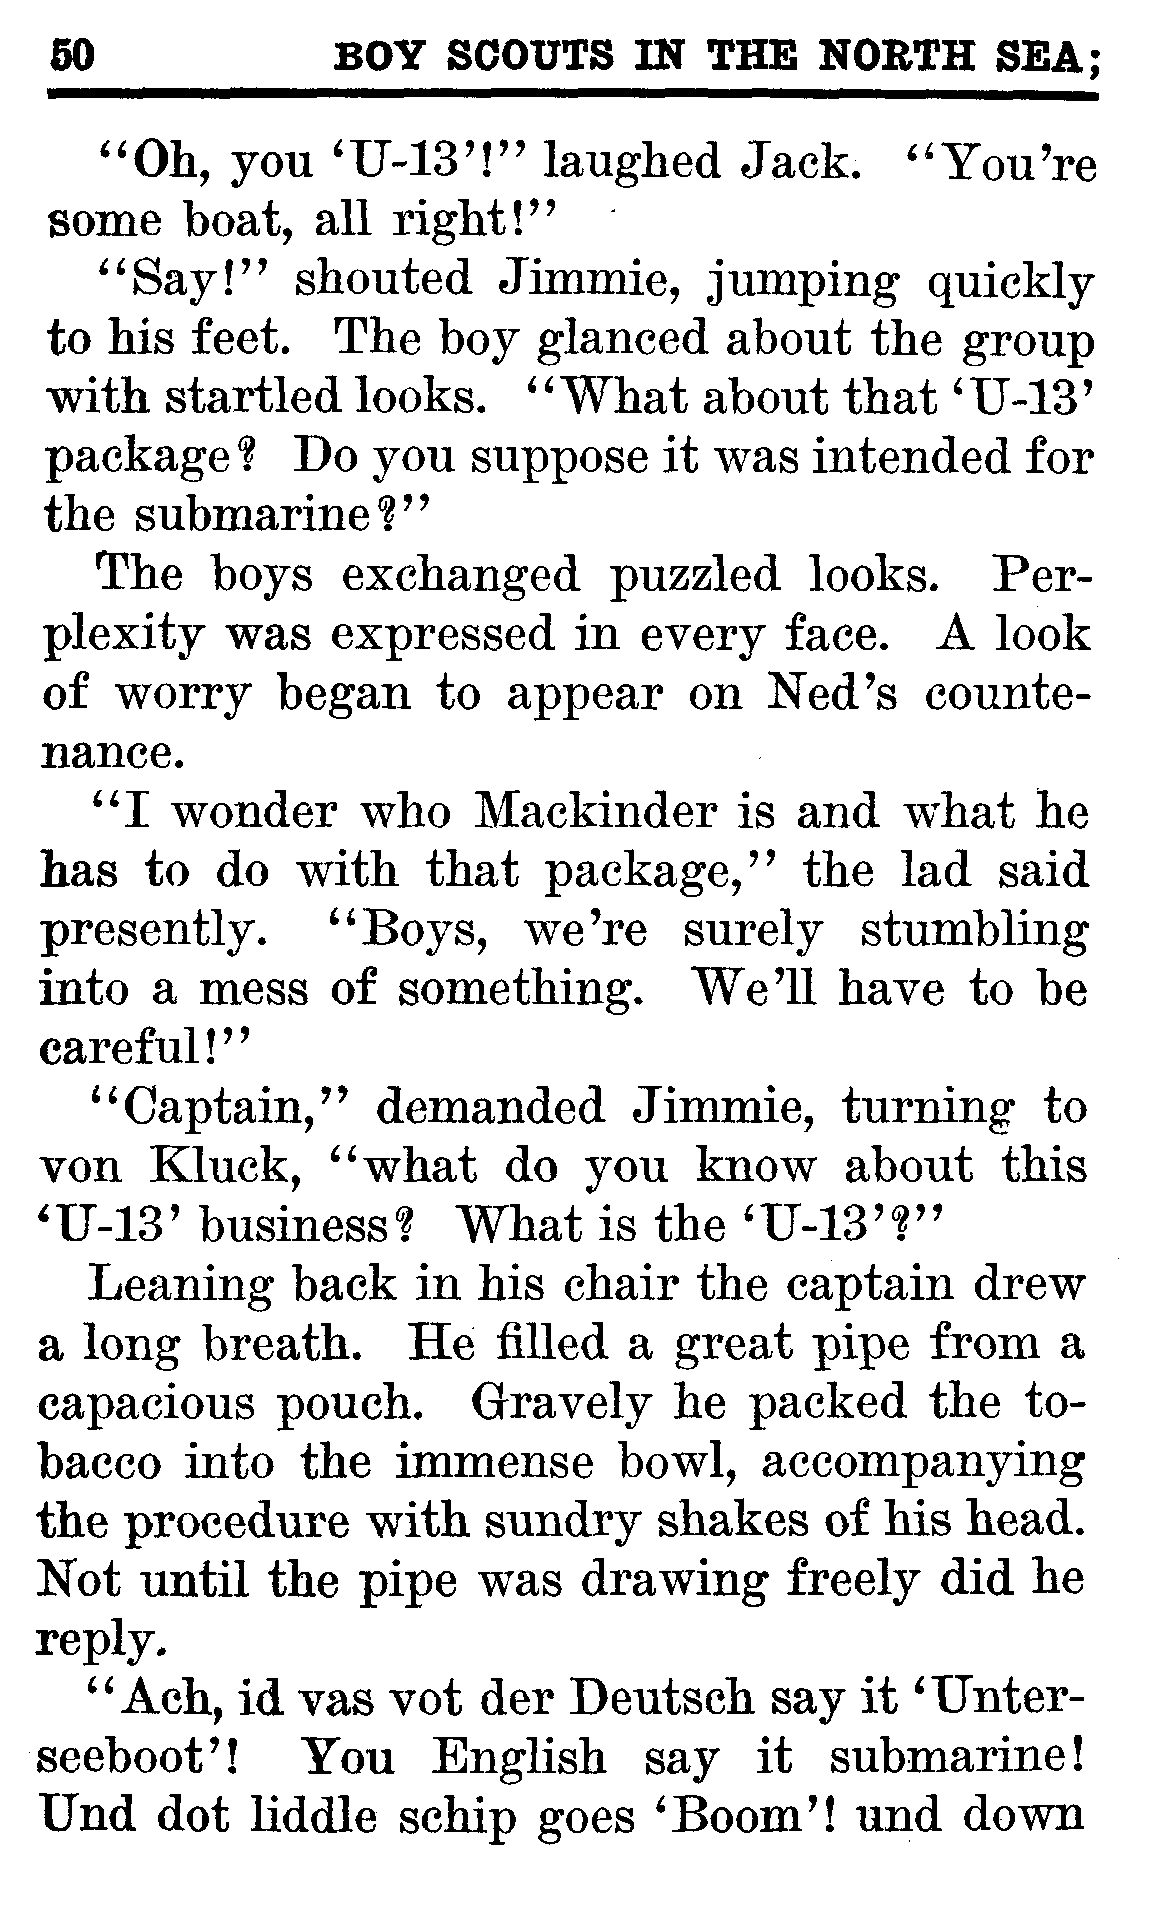 50 BOY SCOUTS IN THE NORTH SEA;
“Oh, you ‘U-13’!” laughed Jack. “You’re
some boat, all right!”
“Say!” shouted Jimmie, jumping quickly
to his feet. The boy glanced about the group
with startled looks. “What about that ‘U-13’
package? Do you suppose it was intended for
the submarine?”
The boys exchanged puzzled looks. Per-
plexity was expressed in every face. A look
of worry began to appear on Ned’s counte-
nance.
“I wonder who Mackinder is and what he
has to do with that package,” the lad said
presently. “Boys, we’re surely stumbling
into a mess of something. We’ll have to be
careful!”
“Captain,” demanded Jimmie, turning to
von Kluck, “what do you know about this
‘U-13’ business? What is the ‘U-13’?”
Leaning back in his chair the captain drew
a long breath. He filled a great pipe from a
capacious pouch. Gravely he packed the to-
bacco into the immense bowl, accompanying
the procedure with sundry shakes of his head.
Not until the pipe was drawing freely did he
reply.
“Ach, id vas vot der Deutsch say it ‘Unter-
seeboot’! You English say it submarine!
Und dot liddle schip goes ‘Boom’! und down